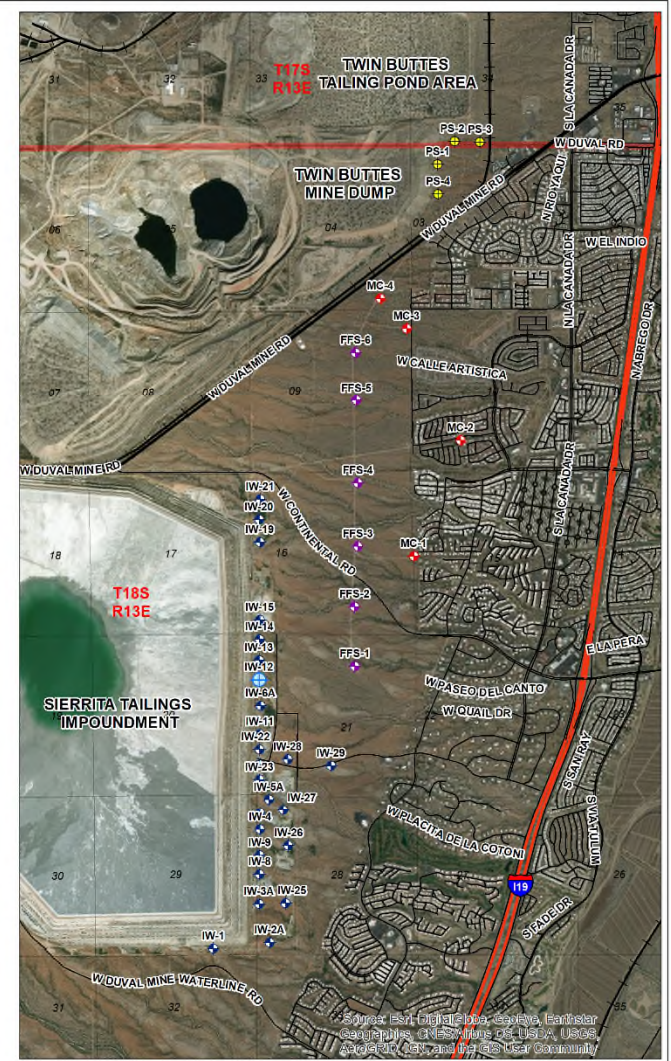 31
32
33
T17S
R13E
TWIN BUTTES
TAILING POND AREA
34
S LA CANADA DR
35
PS-2
PS-3
W DUVAL RD
PS-1
TWIN BUTTES
MINE DUMP
PS-4
N RIO YAQUI
06
05
04
03
W DUVAL MINE RD
W EL INDIO
N LA CANADA DR
N ABREGO DR
MC-4
MC-3
FFS-6
W CALLE ARTISTICA
W DUVAL MINE RD
FFS-5
07
08
09
MC-2
W DUVAL MINE RD
FFS-4
S LA CANADA DR
IW-21
IW-20
W CONTINENTAL RD
IW-19
FFS-3
MC-1
18
17
16
14
T18S
R13E
FFS-2
IW-15
IW-14
IW-13
E LA PERA
IW-12
FFS-1
W PASEO DEL CANTO
IW-6A
SIERRITA TAILINGS
IMPOUNDMENT
19
20
W QUAIL DR
IW-11
21
IW-22
IW-28
IW-29
S SAN RAY
IW-23
IW-5A
IW-27
S VIA TULUM
IW-4
W PLACITA DE LA COTONI
IW-26
IW-9
IW-8
30
29
28
27
26
I19
IW-3A
IW-25
S FADE DR
IW-1
IW-2A
W DUVAL MINE WATERLINE RD
31
32
33
35
Source: Esri, DigitalGlobe, GeoEye, Earthstar
Geographics, CNES/Airbus DS, USDA, USGS,
AeroGRID, IGN, and the GIS User Community